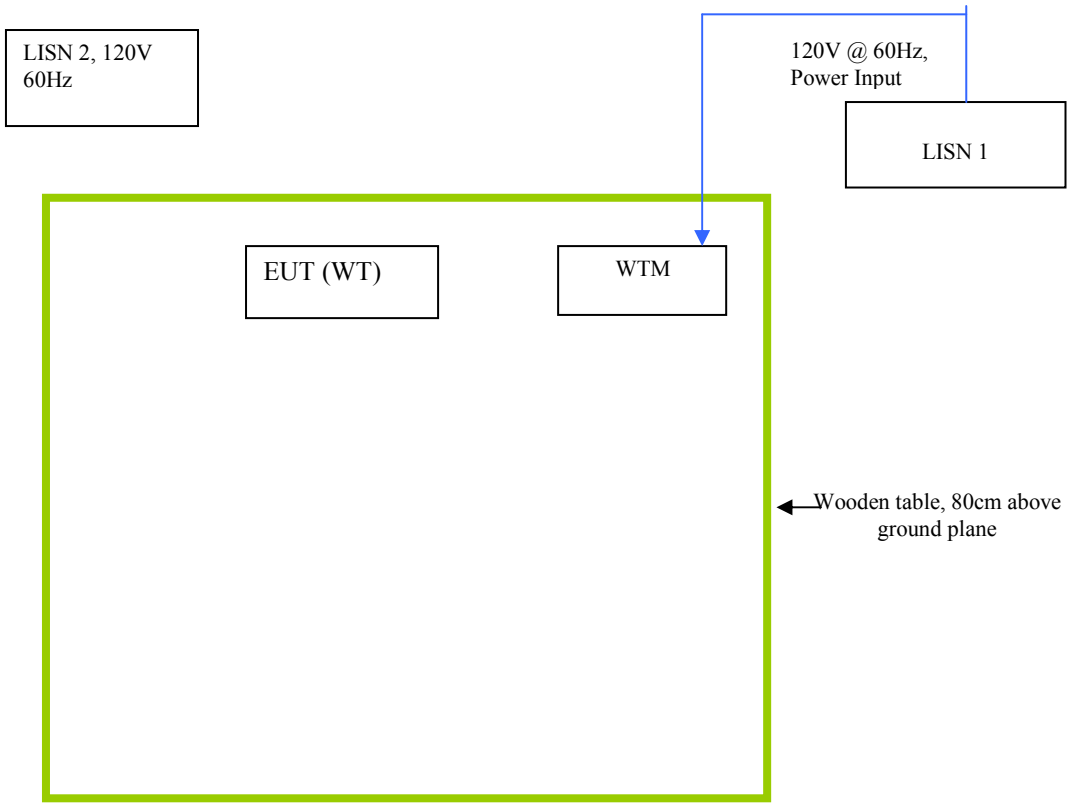 LISN 2, 120V
60Hz
120V @ 60Hz,
Power Input
LISN 1
EUT (WT)
WTM
Wooden table, 80cm above
ground plane